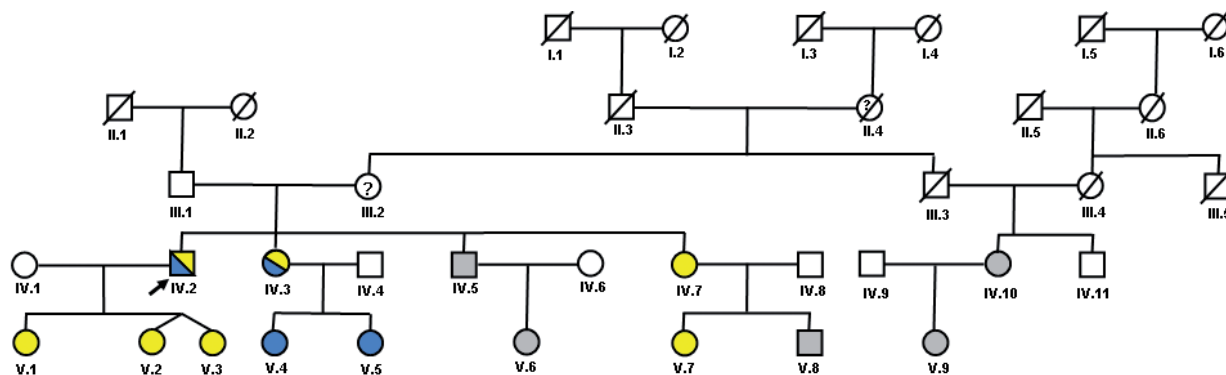 I.1 I.2 I.3 I.4 I.5 I.6
?
II.1 II.2 II.3 II.4 II.5 II.6
?
III.1 III.2 III.3 III.4 III.5
IV.1 IV.2 IV.3 IV.4 IV.5 IV.6 IV.7 IV.8 IV.9 IV.10 IV.11
V.1 V.2 V.3 V.4 V.5 V.6 V.7 V.8 V.9